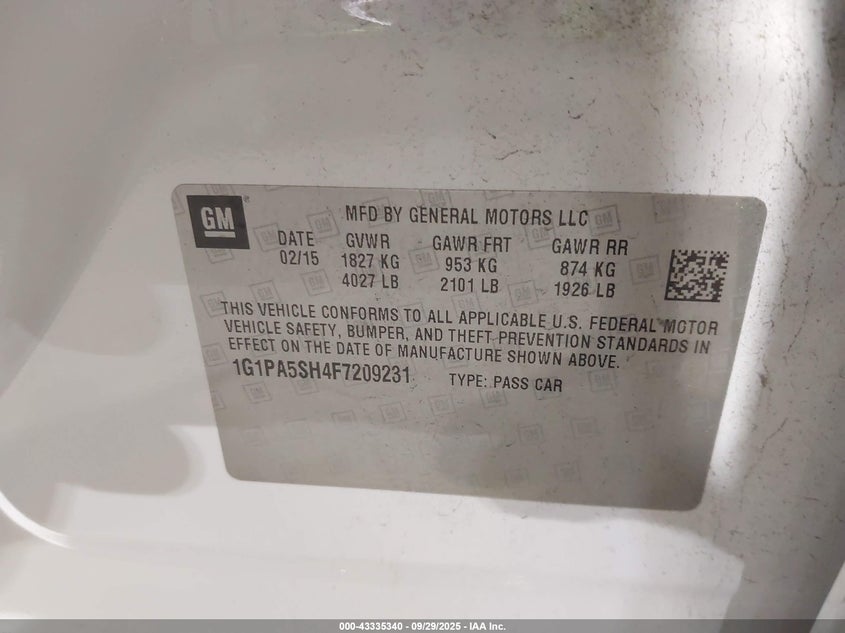 GM ®
MFD BY GENERAL MOTORS LLC
DATE GVWR GAWR FRT GAWR RR
02/15 1827 KG 953 KG 874 KG
4027 LB 2101 LB 1926 LB
THIS VEHICLE CONFORMS TO ALL APPLICABLE U.S. FEDERAL MOTOR
VEHICLE SAFETY, BUMPER, AND THEFT PREVENTION STANDARDS IN
EFFECT ON THE DATE OF MANUFACTURE SHOWN ABOVE.
1G1PA5SH4F7209231 TYPE: PASS CAR
000-43335340 - 09/29/2025 - IAA Inc.